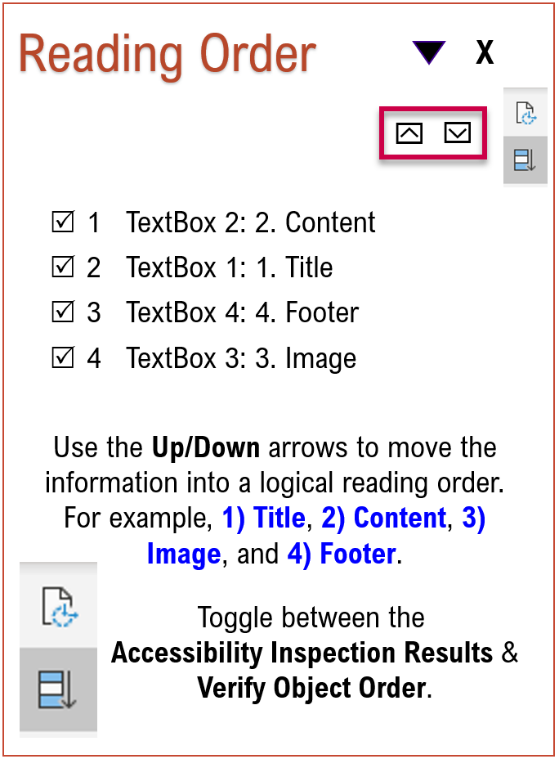 Reading Order
X
1 TextBox 2: 2. Content
2 TextBox 1: 1. Title
3 TextBox 4: 4. Footer
4 TextBox 3: 3. Image
Use the Up/Down arrows to move the
information into a logical reading order.
For example, 1) Title, 2) Content, 3)
Image, and 4) Footer.
Toggle between the
Accessibility Inspection Results &
Verify Object Order.